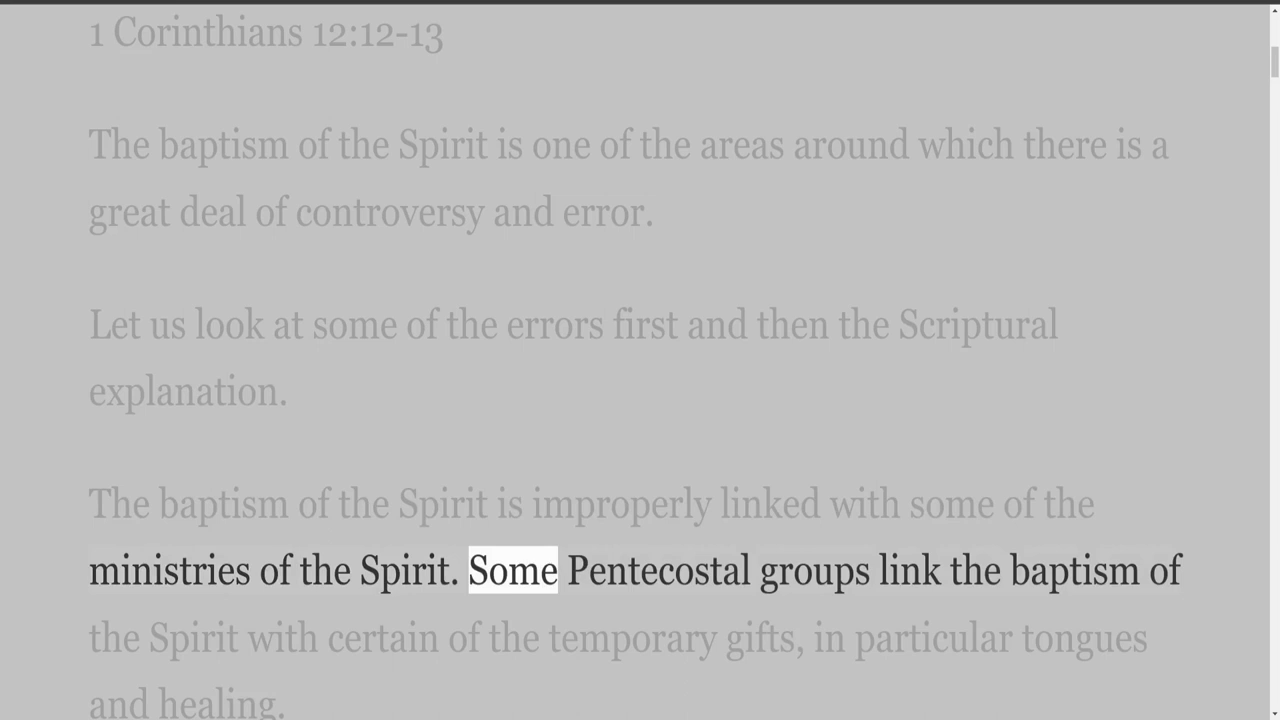 1 Corinthians 12:12-13
The baptism of the Spirit is one of the areas around which there is a
great deal of controversy and error.
Let us look at some of the errors first and then the Scriptural
explanation.
The baptism of the Spirit is improperly linked with some of the
ministries of the Spirit. Some Pentecostal groups link the baptism of
the Spirit with certain of the temporary gifts, in particular tongues
and healing.